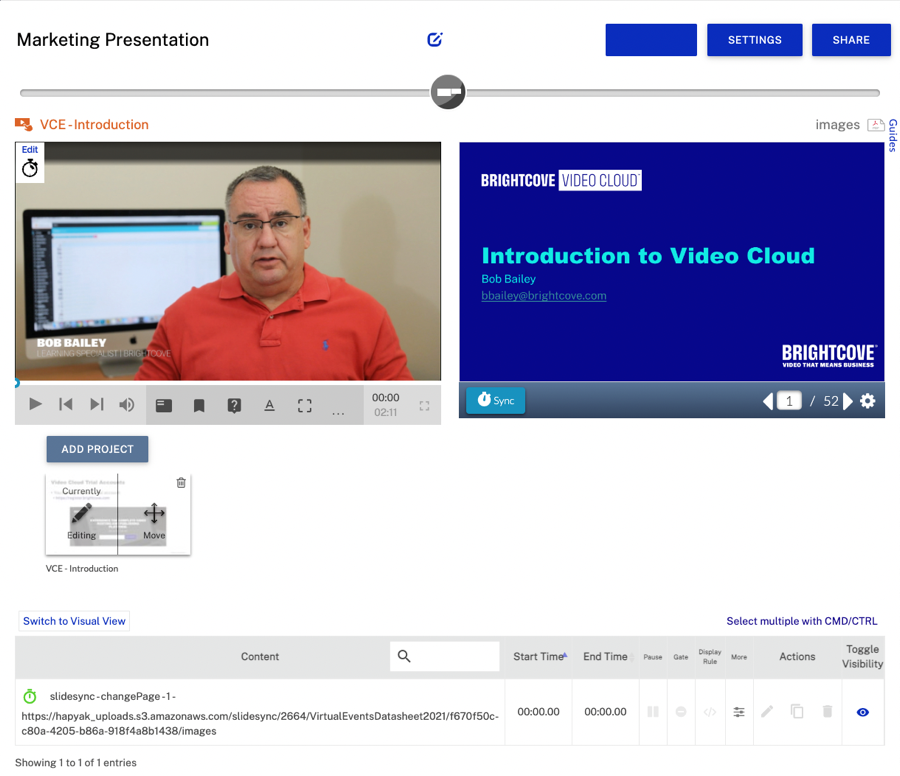 Marketing Presentation
SETTINGS
SHARE
VCE - Introduction
images
Guides
Edit
BOB BAILEY
LEARNING SPECIALIST | BRIGHTCOVE
BRIGHTCOVE VIDEO CLOUD
Introduction to Video Cloud
Bob Bailey
bbailey@brightcove.com
BRIGHTCOVE
VIDEO THAT MEANS BUSINESS
00:00
02:11
...
Sync
1 / 52
ADD PROJECT
Video Cloud Trial Accounts
Currently
Editing
Move
VCE - Introduction
Switch to Visual View
Select multiple with CMD/CTRL
Content
Start Time
End Time
Pause
Gate
Display Rule
More
Actions
Toggle Visibility
slidesync - changePage - 1 -
https://hapyak_uploads.s3.amazonaws.com/slidesync/2664/VirtualEventsDatasheet2021/f670f50c-
c80a-4205-b86a-918f4a8b1438/images
00:00.00
00:00.00
Showing 1 to 1 of 1 entries